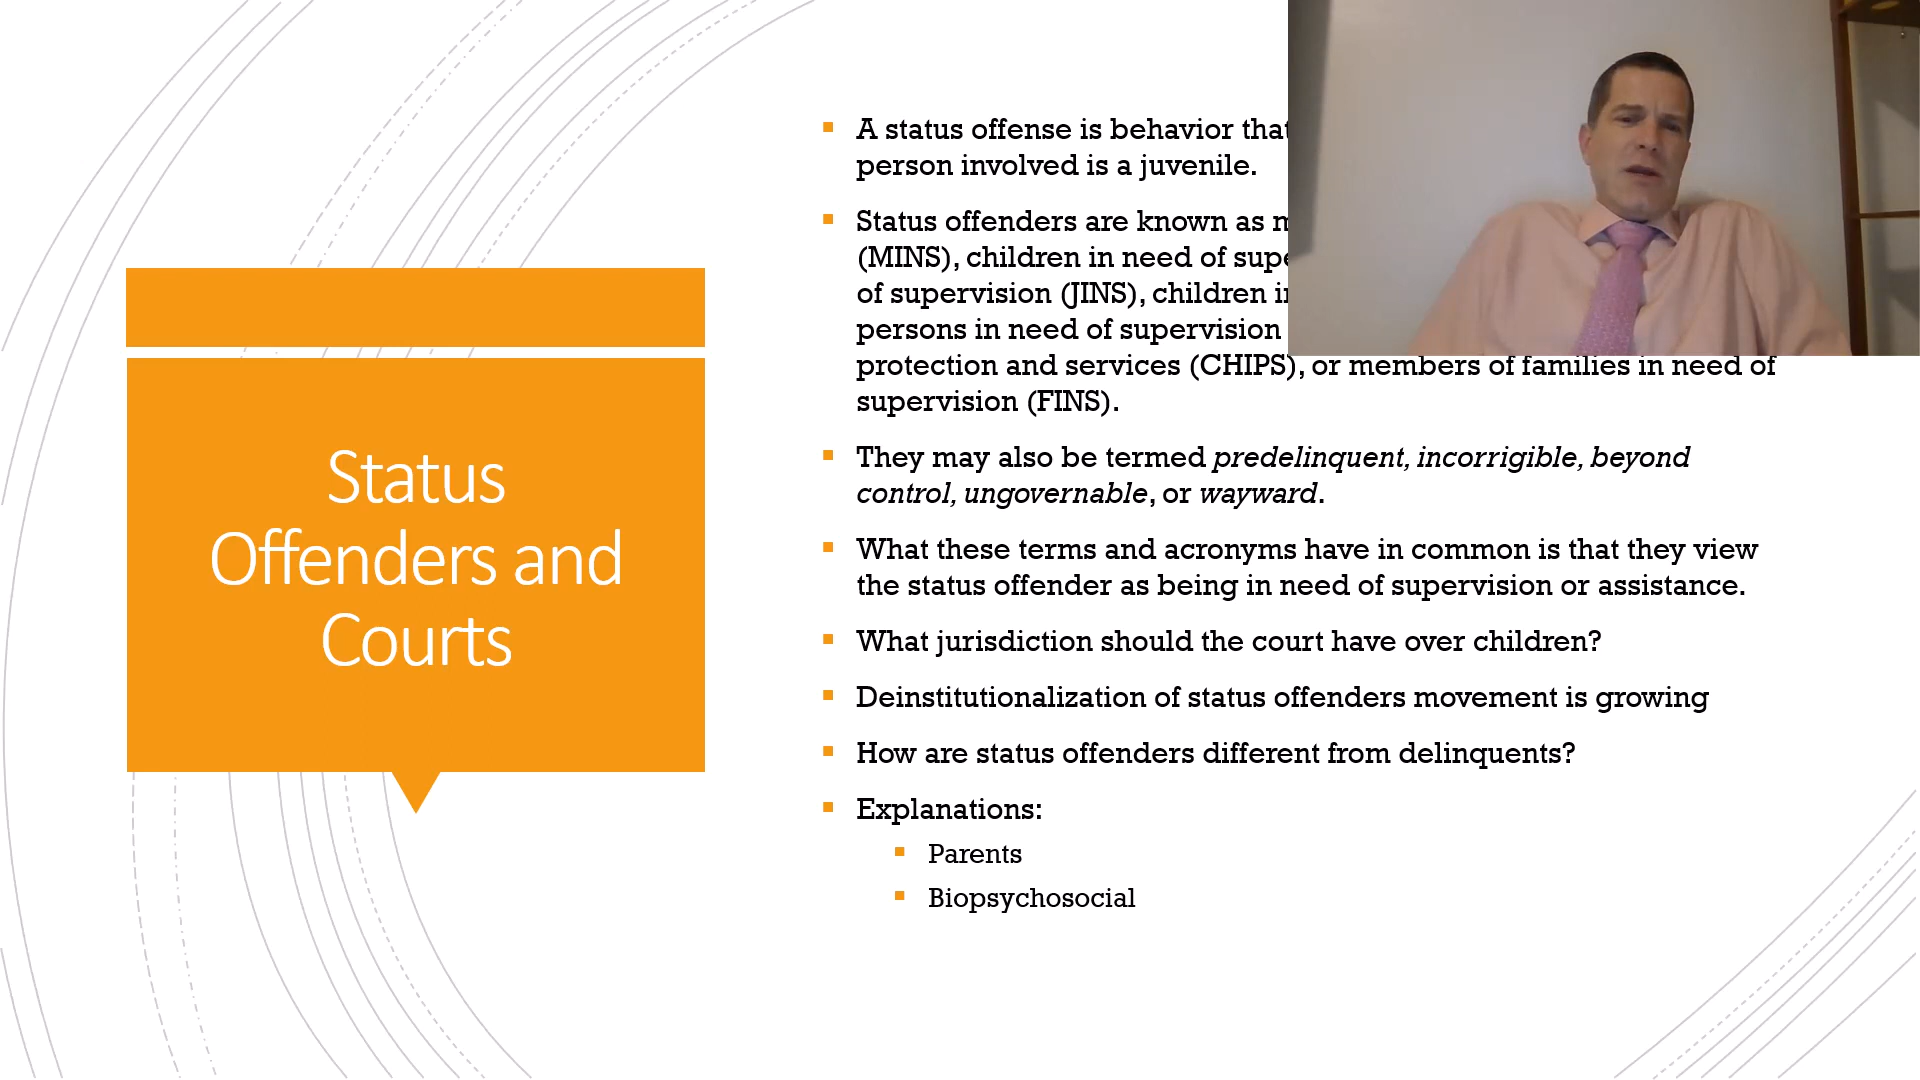 Status
Offenders and
Courts
A status offense is behavior that
person involved is a juvenile.
Status offenders are known as
(MINS), children in need of
of supervision (JINS), children
persons in need of supervision
protection and services (CHIPS), or members of families in need of
supervision (FINS).
They may also be termed predelinquent, incorrigible, beyond
control, ungovernable, or wayward.
What these terms and acronyms have in common is that they view
the status offender as being in need of supervision or assistance.
What jurisdiction should the court have over children?
Deinstitutionalization of status offenders movement is growing
How are status offenders different from delinquents?
Explanations:
Parents
Biopsychosocial